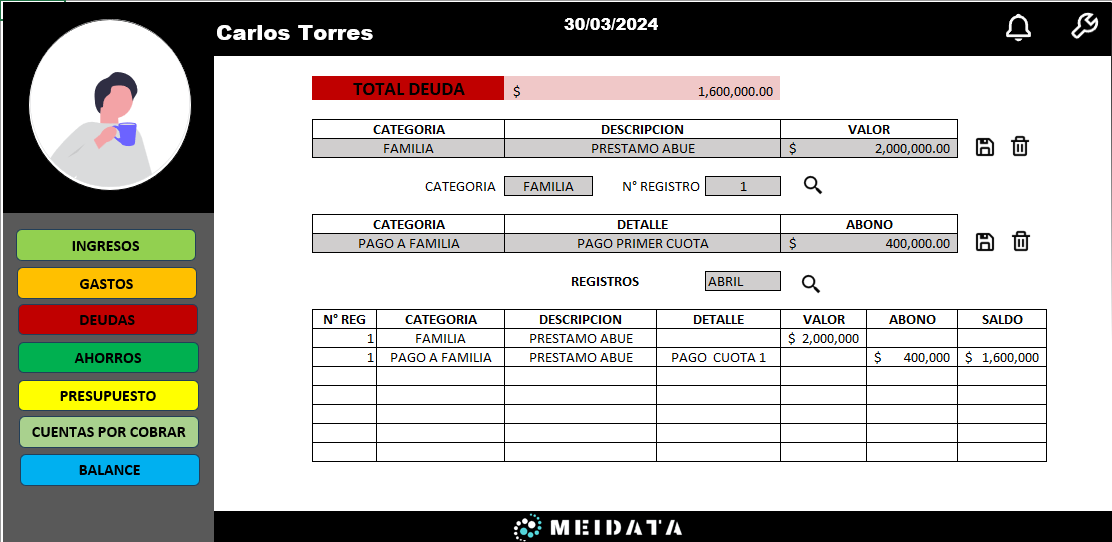 Carlos Torres
30/03/2024
TOTAL DEUDA $ 1,600,000.00
CATEGORIA DESCRIPCION VALOR
FAMILIA PRESTAMO ABUE $ 2,000,000.00
CATEGORIA FAMILIA N° REGISTRO 1
CATEGORIA DETALLE ABONO
PAGO A FAMILIA PAGO PRIMER CUOTA $ 400,000.00
REGISTROS ABRIL
N° REG CATEGORIA DESCRIPCION DETALLE VALOR ABONO SALDO
1 FAMILIA PRESTAMO ABUE $ 2,000,000
1 PAGO A FAMILIA PRESTAMO ABUE PAGO CUOTA 1 $ 400,000 $ 1,600,000
INGRESOS
GASTOS
DEUDAS
AHORROS
PRESUPUESTO
CUENTAS POR COBRAR
BALANCE
MEIDATA